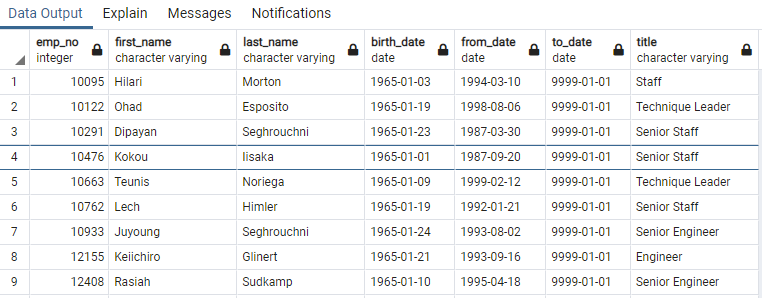 Data Output Explain Messages Notifications
emp_no first_name last_name birth_date from_date to_date title
integer character varying character varying date date date character varying
1 10095 Hilari Morton 1965-01-03 1994-03-10 9999-01-01 Staff
2 10122 Ohad Esposito 1965-01-19 1998-08-06 9999-01-01 Technique Leader
3 10291 Dipayan Seghrouchni 1965-01-23 1987-03-30 9999-01-01 Senior Staff
4 10476 Kokou Iisaka 1965-01-01 1987-09-20 9999-01-01 Senior Staff
5 10663 Teunis Noriega 1965-01-09 1999-02-12 9999-01-01 Technique Leader
6 10762 Lech Himler 1965-01-19 1992-01-21 9999-01-01 Senior Staff
7 10933 Juyoung Seghrouchni 1965-01-24 1993-08-02 9999-01-01 Senior Engineer
8 12155 Keiichiro Glinert 1965-01-21 1993-09-16 9999-01-01 Engineer
9 12408 Rasiah Sudkamp 1965-01-10 1995-04-18 9999-01-01 Senior Engineer